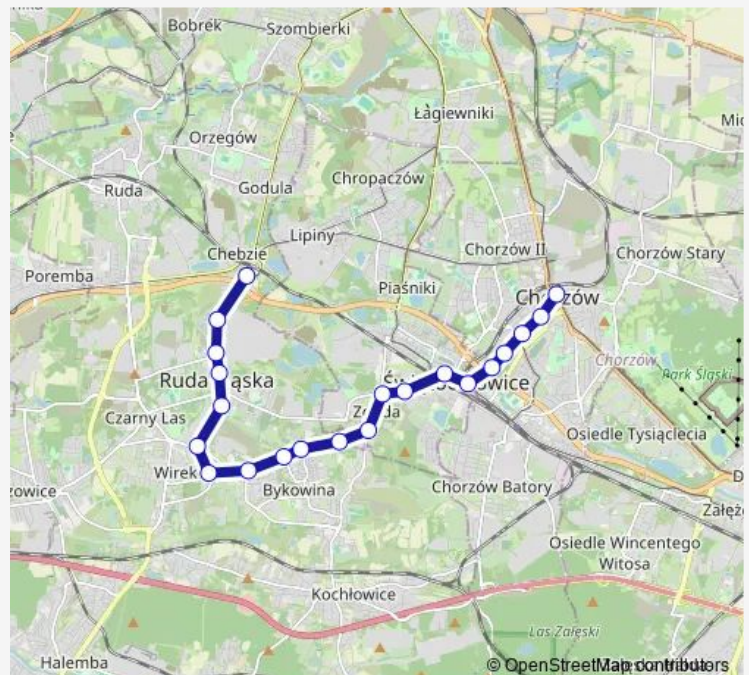 Bobrek
Szombierki
Łagiewniki
Orzegów
Chropaczów
Ruda
Godula
Lipiny
Chebzie
Chorzów II
Chorzów Stary
Poremba
Piaśniki
Chorzów
Chorzów
Park Śląski
Ruda
Czarny Las
Osiedle Tysiąclecia
Wirek
Bykowina
Chorzów Batory
Osiedle Wincentego
Witosa
Kochłowice
Las Załęski
Halemba
© OpenStreetMap contributors